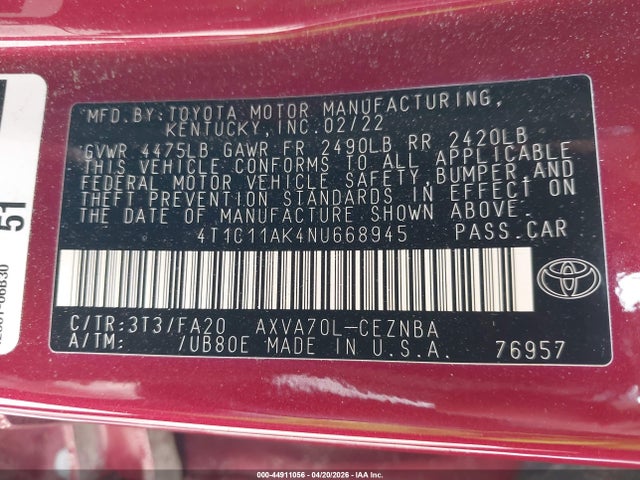 MFD.BY:TOYOTA MOTOR MANUFACTURING,
KENTUCKY,INC.02/22
GVWR 4475LB GAWR FR 2490LB RR 2420LB
THIS VEHICLE CONFORMS TO ALL APPLICABLE
FEDERAL MOTOR VEHICLE SAFETY,BUMPER,AND
THEFT PREVENTION STANDARDS IN EFFECT ON
THE DATE OF MANUFACTURE SHOWN ABOVE.
4T1C11AK4NU668945 PASS.CAR
C/TR:3T3/FA20 AXVA70L-CEZNBA
A/TM: /UB80E MADE IN U.S.A. 76957
51
000-44911056 - 04/20/2026 - IAA Inc.